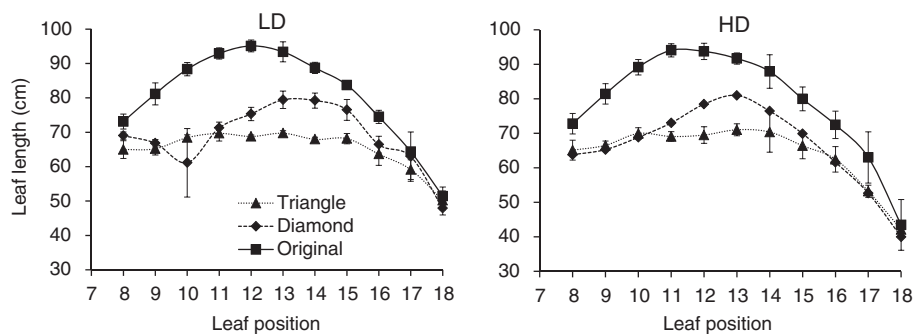 LD
HD
Leaf length (cm)
100
90
80
70
60
50
40
30
Triangle
Diamond
Original
7 8 9 10 11 12 13 14 15 16 17 18
Leaf position
100
90
80
70
60
50
40
30
7 8 9 10 11 12 13 14 15 16 17 18
Leaf position